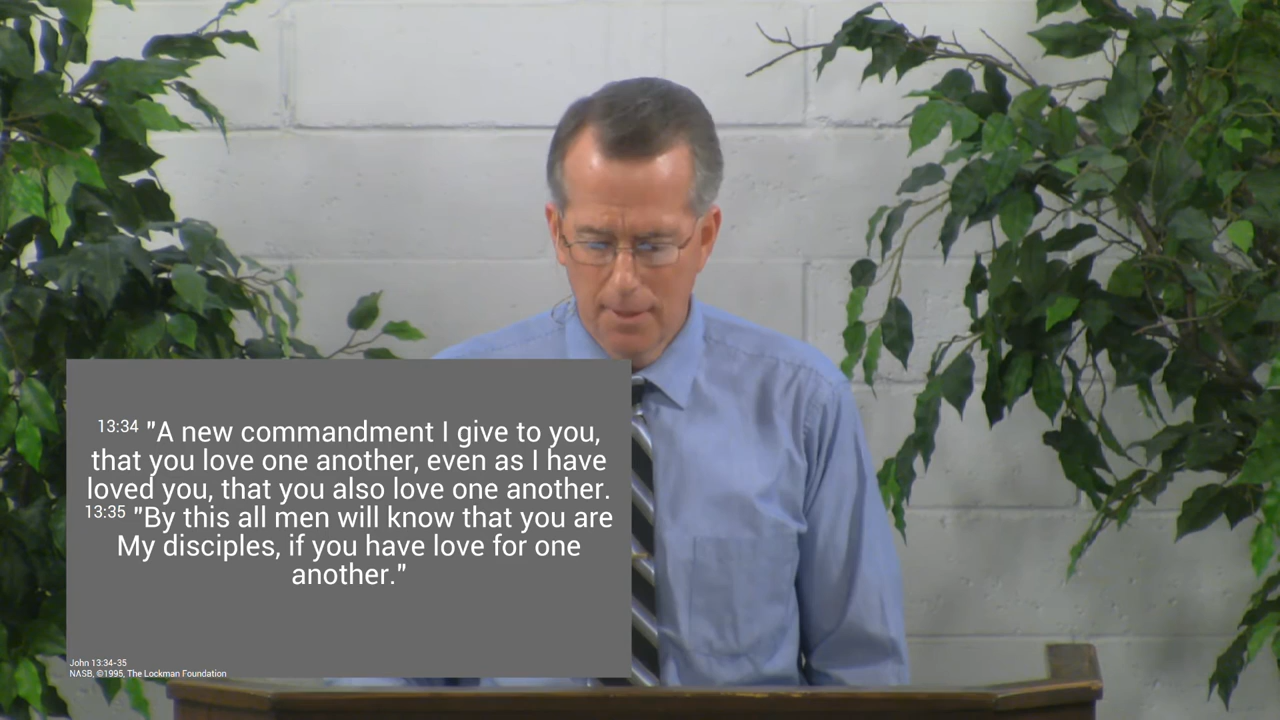 13:34 "A new commandment I give to you,
that you love one another, even as I have
loved you, that you also love one another.
13:35 "By this all men will know that you are
My disciples, if you have love for one
another."
John 13:34-35
NASB, ©1995, The Lockman Foundation